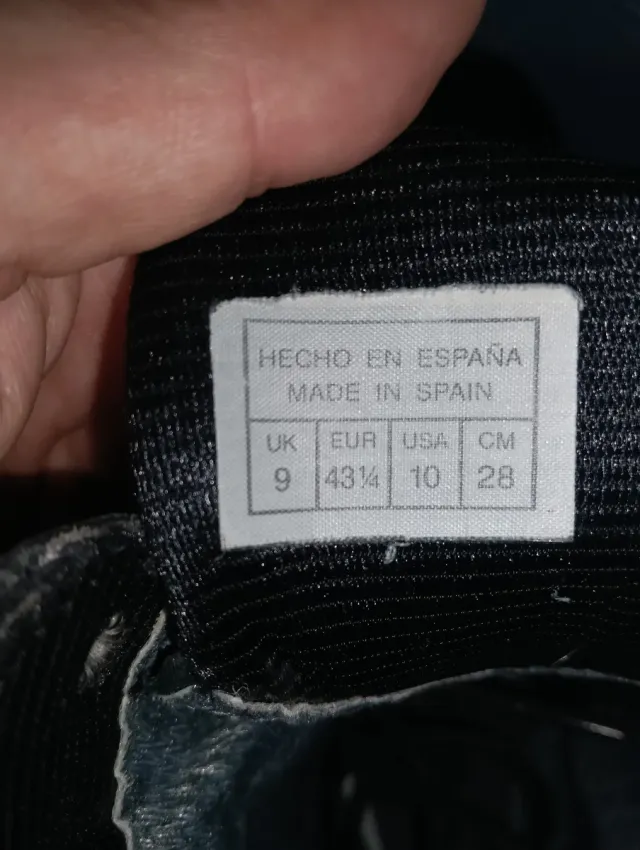 HECHO EN ESPAÑA
MADE IN SPAIN
UK EUR USA CM
9 43¼ 10 28